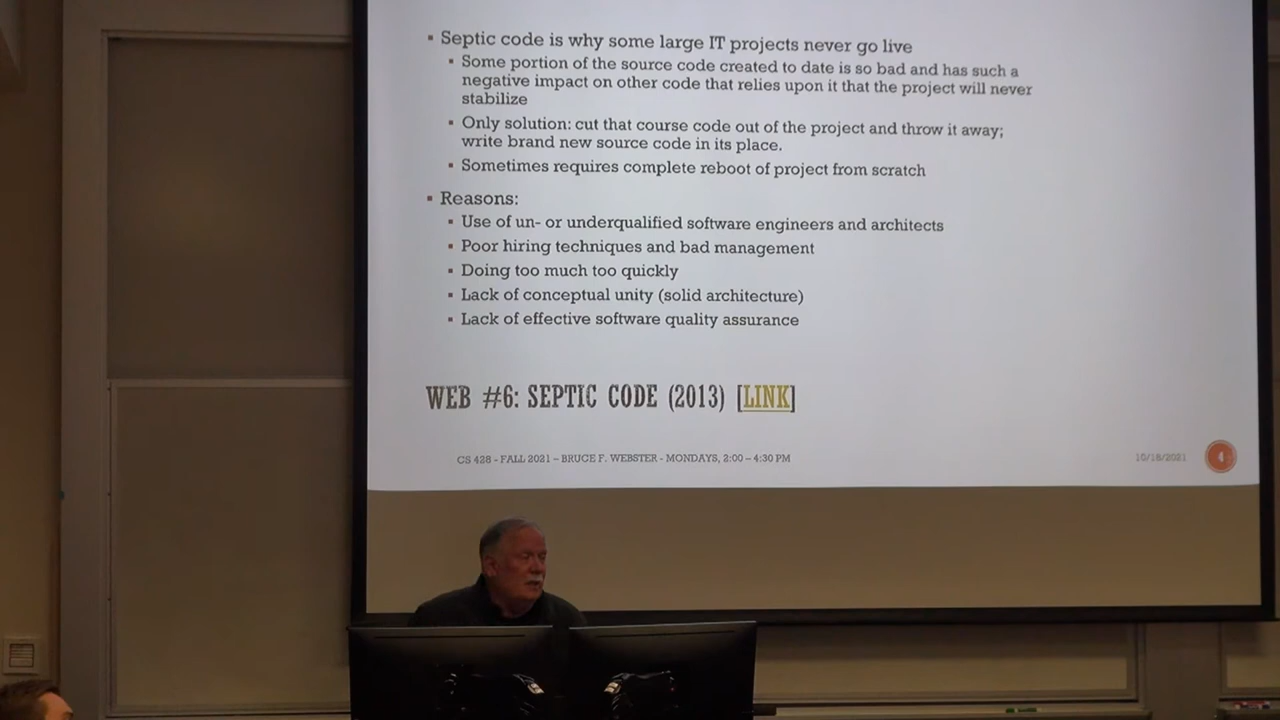 ▪ Septic code is why some large IT projects never go live
▪ Some portion of the source code created to date is so bad and has such a
negative impact on other code that relies upon it that the project will never
stabilize
▪ Only solution: cut that course code out of the project and throw it away;
write brand new source code in its place.
▪ Sometimes requires complete reboot of project from scratch
▪ Reasons:
▪ Use of un- or underqualified software engineers and architects
▪ Poor hiring techniques and bad management
▪ Doing too much too quickly
▪ Lack of conceptual unity (solid architecture)
▪ Lack of effective software quality assurance
WEB #6: SEPTIC CODE (2013) [LINK]
CS 428 - FALL 2021 – BRUCE F. WEBSTER - MONDAYS, 2:00 – 4:30 PM
10/18/2021
4